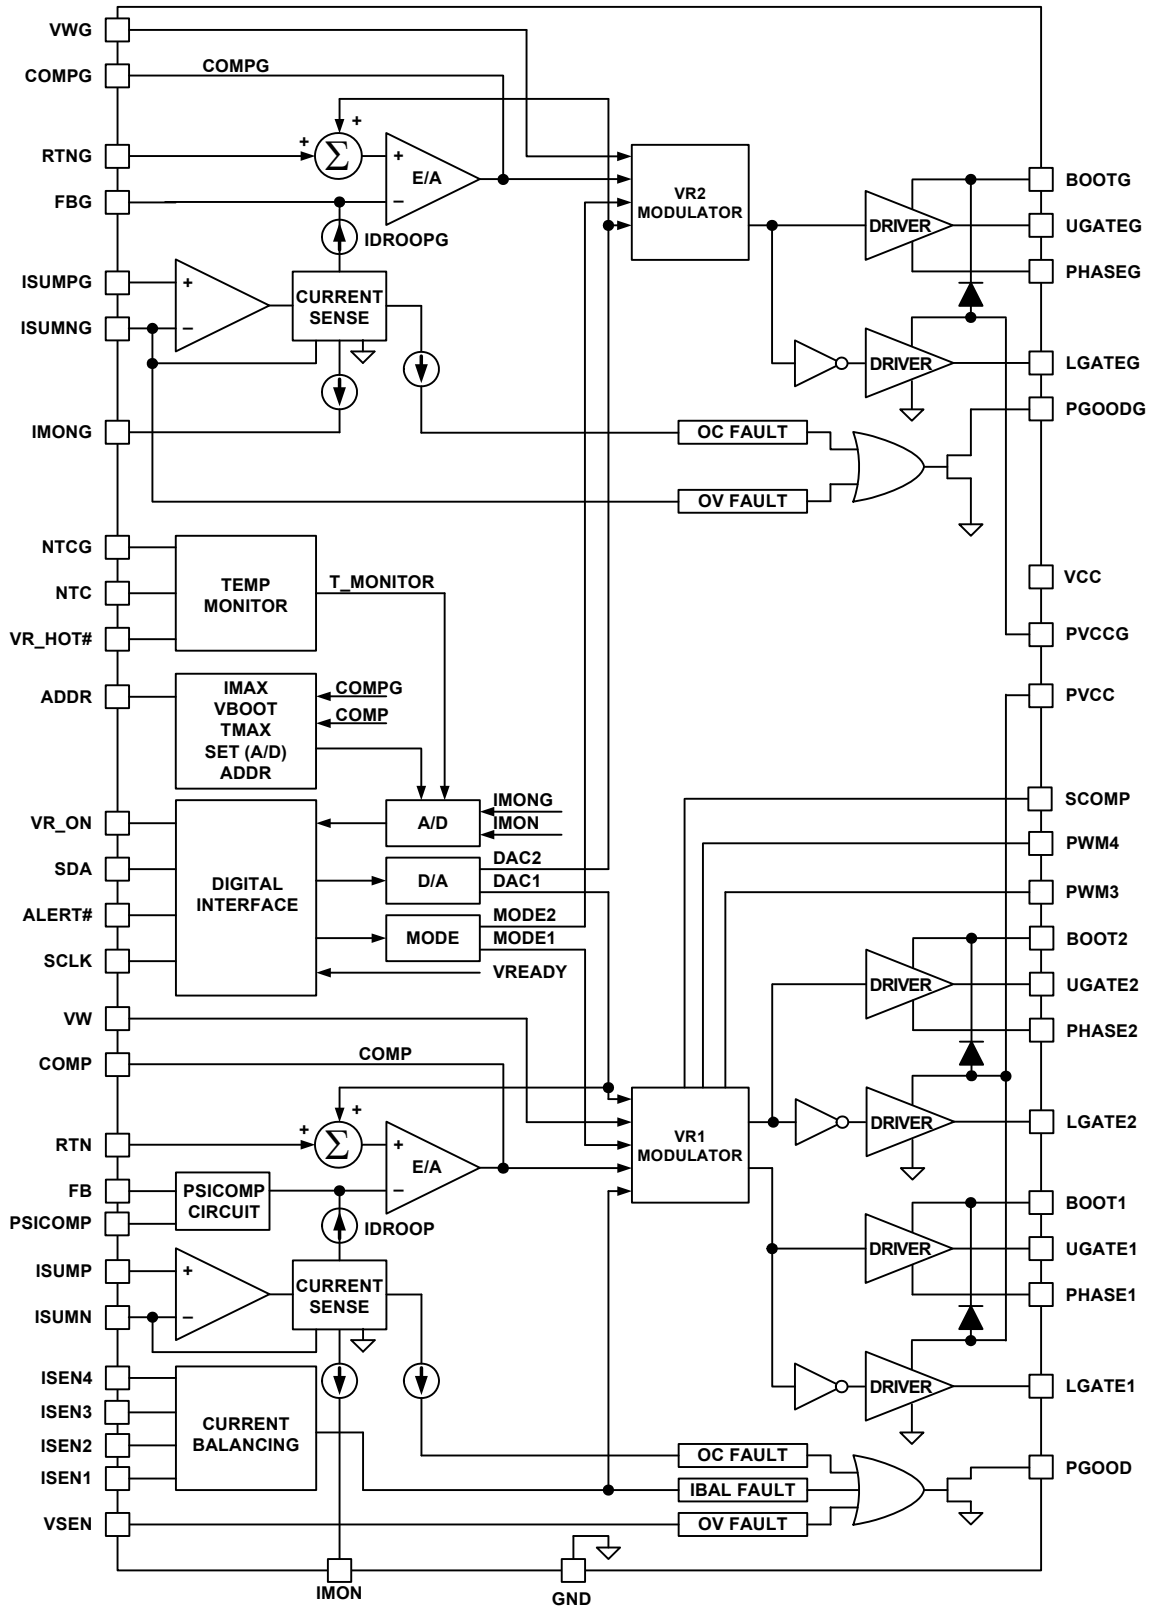 VWG
COMPG
COMPG
+
+
RTNG
Σ
+
E/A
−
FBG
IDROOPG
VR2
MODULATOR
BOOTG
DRIVER
UGATEG
PHASEG
ISUMPG
+
ISUMNG
−
CURRENT
SENSE
DRIVER
LGATEG
PGOODG
IMONG
OC FAULT
OV FAULT
NTCG
NTC
VR_HOT#
TEMP
MONITOR
T_MONITOR
VCC
PVCCG
ADDR
IMAX
VBOOT
TMAX
SET (A/D)
ADDR
COMPG
COMP
PVCC
VR_ON
SDA
ALERT#
SCLK
DIGITAL
INTERFACE
A/D
IMONG
IMON
D/A
DAC2
DAC1
MODE
MODE2
MODE1
VREADY
SCOMP
PWM4
PWM3
BOOT2
DRIVER
UGATE2
PHASE2
VW
COMP
COMP
+
+
RTN
Σ
+
E/A
−
VR1
MODULATOR
DRIVER
LGATE2
FB
PSICOMP
PSICOMP
CIRCUIT
IDROOP
BOOT1
DRIVER
UGATE1
PHASE1
ISUMP
+
ISUMN
−
CURRENT
SENSE
DRIVER
LGATE1
ISEN4
ISEN3
ISEN2
ISEN1
CURRENT
BALANCING
OC FAULT
IBAL FAULT
OV FAULT
PGOOD
VSEN
IMON
GND